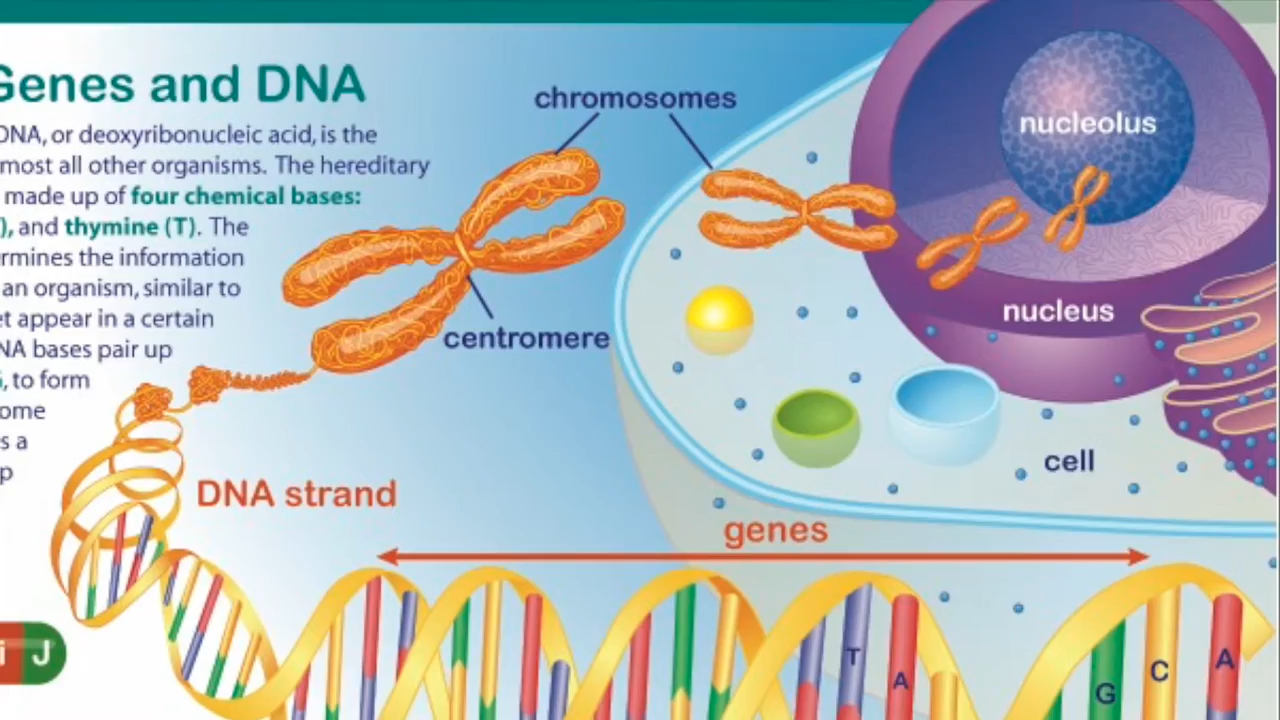 Genes and DNA
DNA, or deoxyribonucleic acid, is the
most all other organisms. The hereditary
made up of four chemical bases:
), and thymine (T). The
rmines the information
an organism, similar to
et appear in a certain
NA bases pair up
, to form
ome
s a
p
chromosomes
nucleolus
nucleus
centromere
cell
DNA strand
genes
T
A
G
C
A
i J